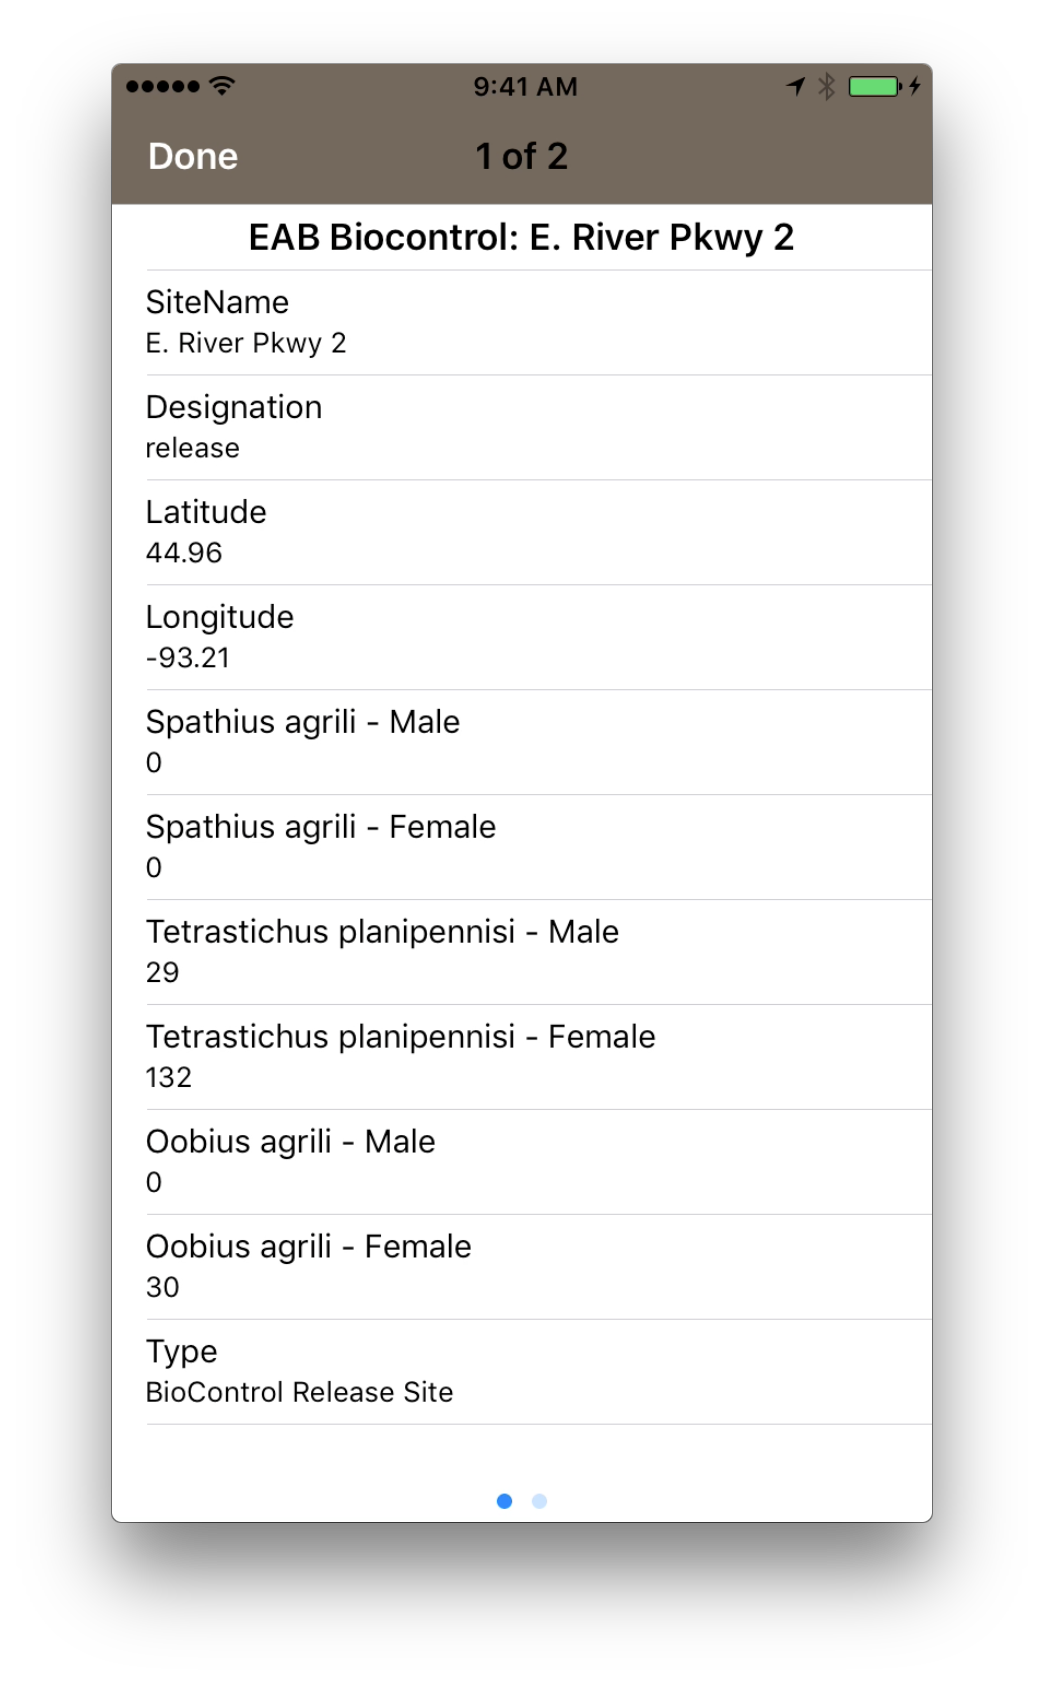 9:41 AM
Done
1 of 2
EAB Biocontrol: E. River Pkwy 2
SiteName
E. River Pkwy 2
Designation
release
Latitude
44.96
Longitude
-93.21
Spathius agrili - Male
0
Spathius agrili - Female
0
Tetrastichus planipennisi - Male
29
Tetrastichus planipennisi - Female
132
Oobius agrili - Male
0
Oobius agrili - Female
30
Type
BioControl Release Site